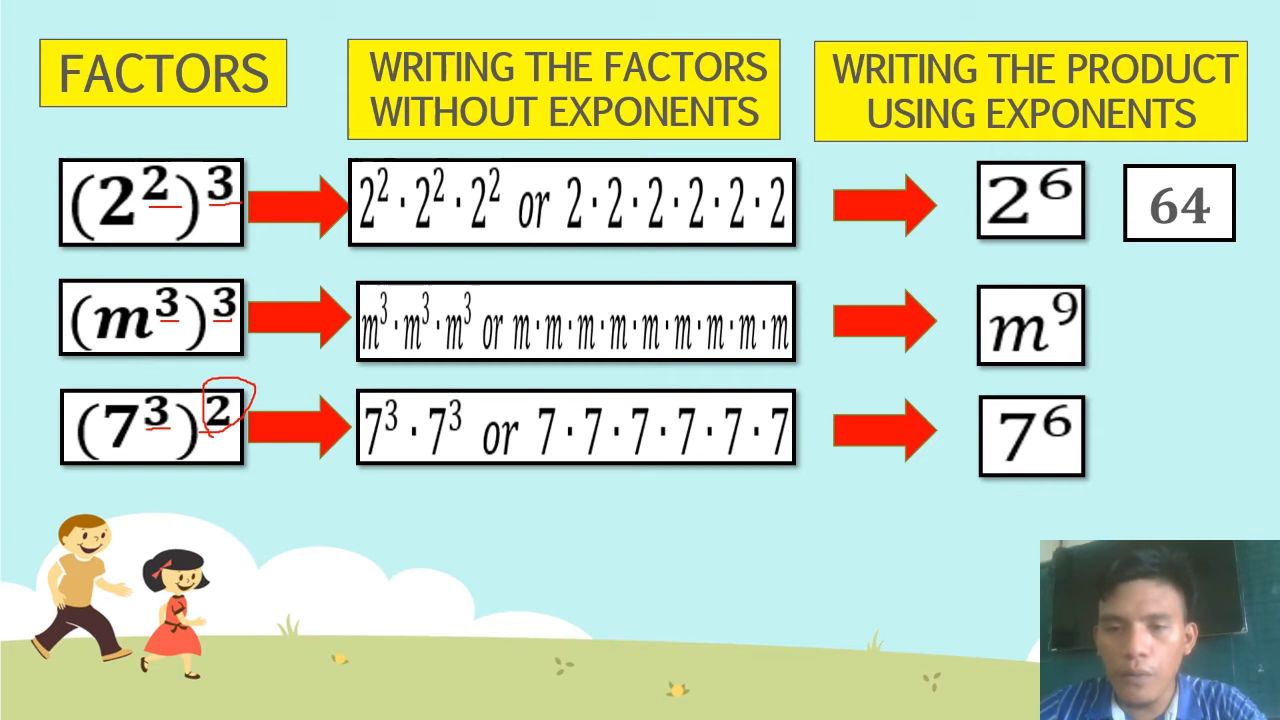 FACTORS
WRITING THE FACTORS
WITHOUT EXPONENTS
WRITING THE PRODUCT
USING EXPONENTS
(2²)³
2² · 2² · 2² or 2 · 2 · 2 · 2 · 2 · 2
2⁶
64
(m³)³
m³ · m³ · m³ or m · m · m · m · m · m · m · m · m
m⁹
(7³)²
7³ · 7³ or 7 · 7 · 7 · 7 · 7 · 7
7⁶